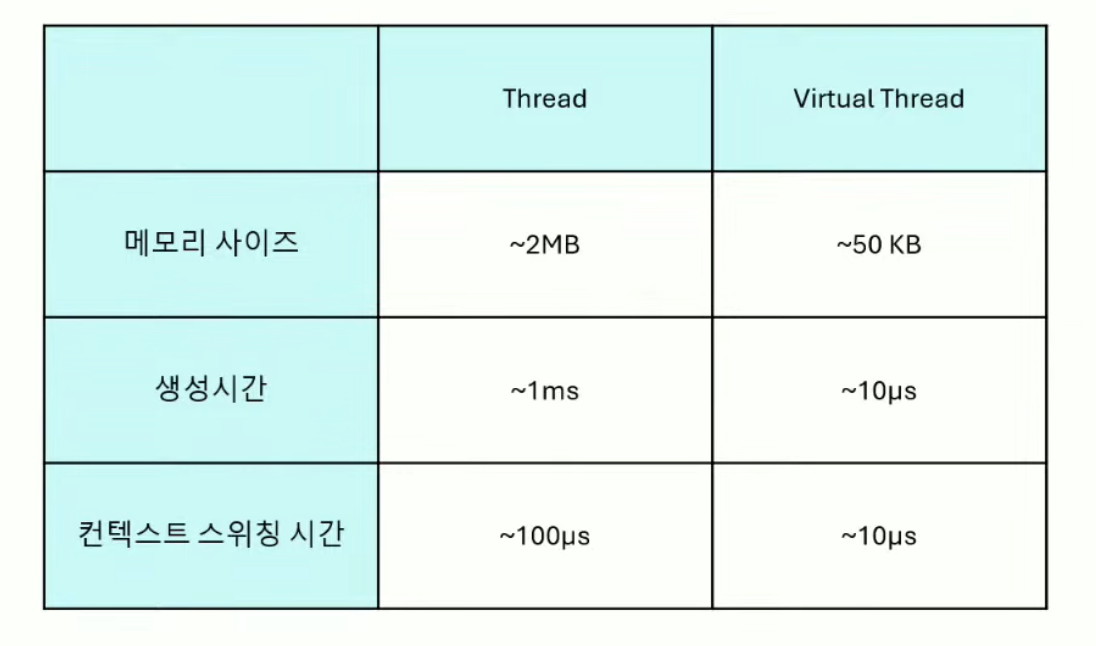 Thread
Virtual Thread
메모리 사이즈
~2MB
~50 KB
생성시간
~1ms
~10µs
컨텍스트 스위칭 시간
~100µs
~10µs